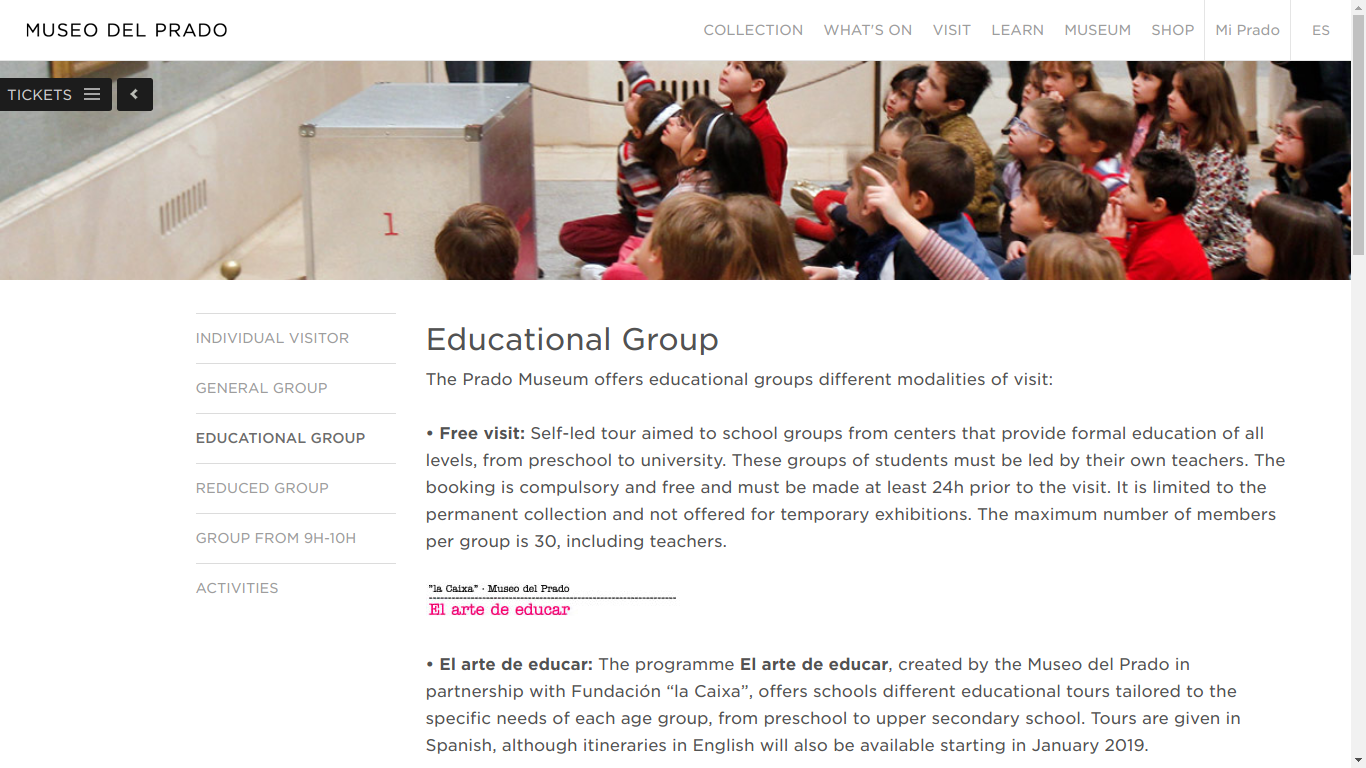 MUSEO DEL PRADO
COLLECTION WHAT'S ON VISIT LEARN MUSEUM SHOP Mi Prado ES
TICKETS
1
INDIVIDUAL VISITOR
GENERAL GROUP
EDUCATIONAL GROUP
REDUCED GROUP
GROUP FROM 9H-10H
ACTIVITIES
Educational Group
The Prado Museum offers educational groups different modalities of visit:
• Free visit: Self-led tour aimed to school groups from centers that provide formal education of all
levels, from preschool to university. These groups of students must be led by their own teachers. The
booking is compulsory and free and must be made at least 24h prior to the visit. It is limited to the
permanent collection and not offered for temporary exhibitions. The maximum number of members
per group is 30, including teachers.
"la Caixa" · Museo del Prado
El arte de educar
• El arte de educar: The programme El arte de educar, created by the Museo del Prado in
partnership with Fundación “la Caixa”, offers schools different educational tours tailored to the
specific needs of each age group, from preschool to upper secondary school. Tours are given in
Spanish, although itineraries in English will also be available starting in January 2019.